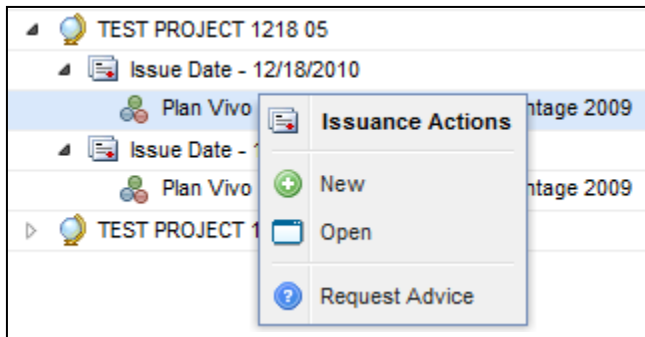 TEST PROJECT 1218 05
Issue Date - 12/18/2010
Plan Vivo ntage 2009
Issuance Actions
Issue Date - 1
New
Plan Vivo ntage 2009
TEST PROJECT 1
Open
Request Advice